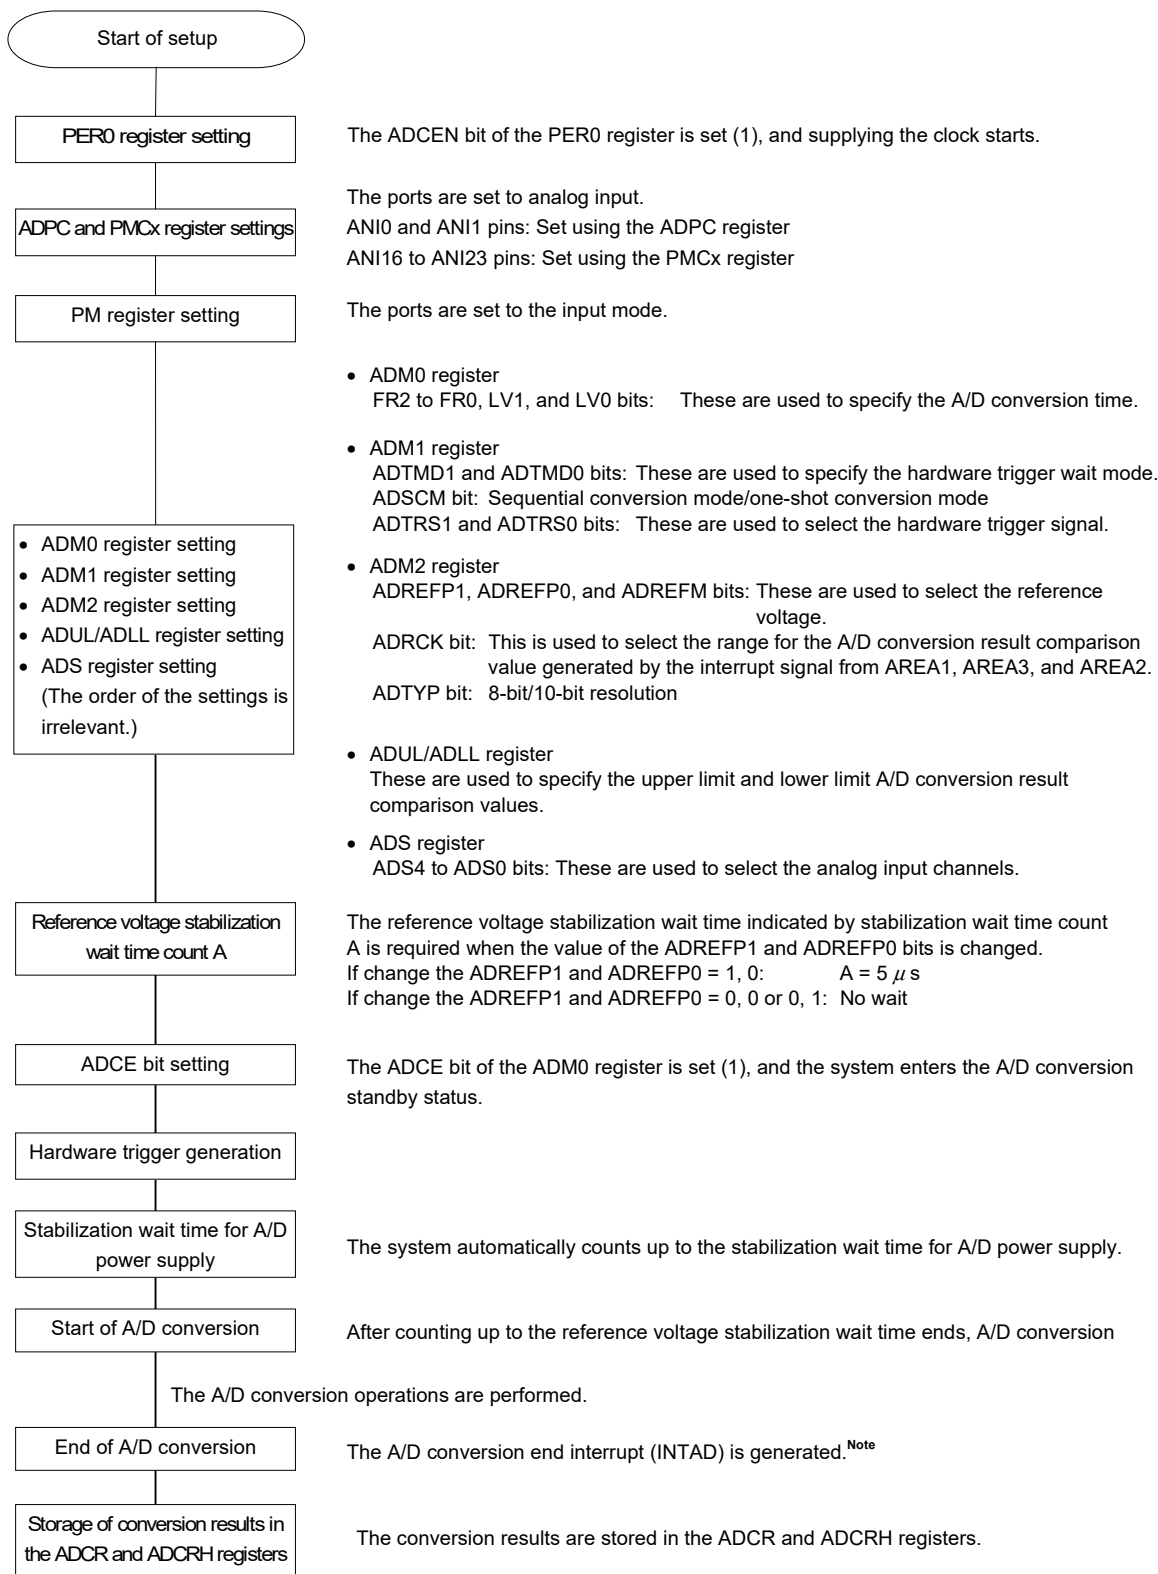 Start of setup
PER0 register setting
The ADCEN bit of the PER0 register is set (1), and supplying the clock starts.
ADPC and PMCx register settings
The ports are set to analog input.
ANI0 and ANI1 pins: Set using the ADPC register
ANI16 to ANI23 pins: Set using the PMCx register
PM register setting
The ports are set to the input mode.
• ADM0 register setting
• ADM1 register setting
• ADM2 register setting
• ADUL/ADLL register setting
• ADS register setting
(The order of the settings is
irrelevant.)
• ADM0 register
FR2 to FR0, LV1, and LV0 bits: These are used to specify the A/D conversion time.
• ADM1 register
ADTMD1 and ADTMD0 bits: These are used to specify the hardware trigger wait mode.
ADSCM bit: Sequential conversion mode/one-shot conversion mode
ADTRS1 and ADTRS0 bits: These are used to select the hardware trigger signal.
• ADM2 register
ADREFP1, ADREFP0, and ADREFM bits: These are used to select the reference
voltage.
ADRCK bit: This is used to select the range for the A/D conversion result comparison
value generated by the interrupt signal from AREA1, AREA3, and AREA2.
ADTYP bit: 8-bit/10-bit resolution
• ADUL/ADLL register
These are used to specify the upper limit and lower limit A/D conversion result
comparison values.
• ADS register
ADS4 to ADS0 bits: These are used to select the analog input channels.
Reference voltage stabilization
wait time count A
The reference voltage stabilization wait time indicated by stabilization wait time count
A is required when the value of the ADREFP1 and ADREFP0 bits is changed.
If change the ADREFP1 and ADREFP0 = 1, 0: A = 5 μs
If change the ADREFP1 and ADREFP0 = 0, 0 or 0, 1: No wait
ADCE bit setting
The ADCE bit of the ADM0 register is set (1), and the system enters the A/D conversion
standby status.
Hardware trigger generation
Stabilization wait time for A/D
power supply
The system automatically counts up to the stabilization wait time for A/D power supply.
Start of A/D conversion
After counting up to the reference voltage stabilization wait time ends, A/D conversion
The A/D conversion operations are performed.
End of A/D conversion
The A/D conversion end interrupt (INTAD) is generated.Note
Storage of conversion results in
the ADCR and ADCRH registers
The conversion results are stored in the ADCR and ADCRH registers.